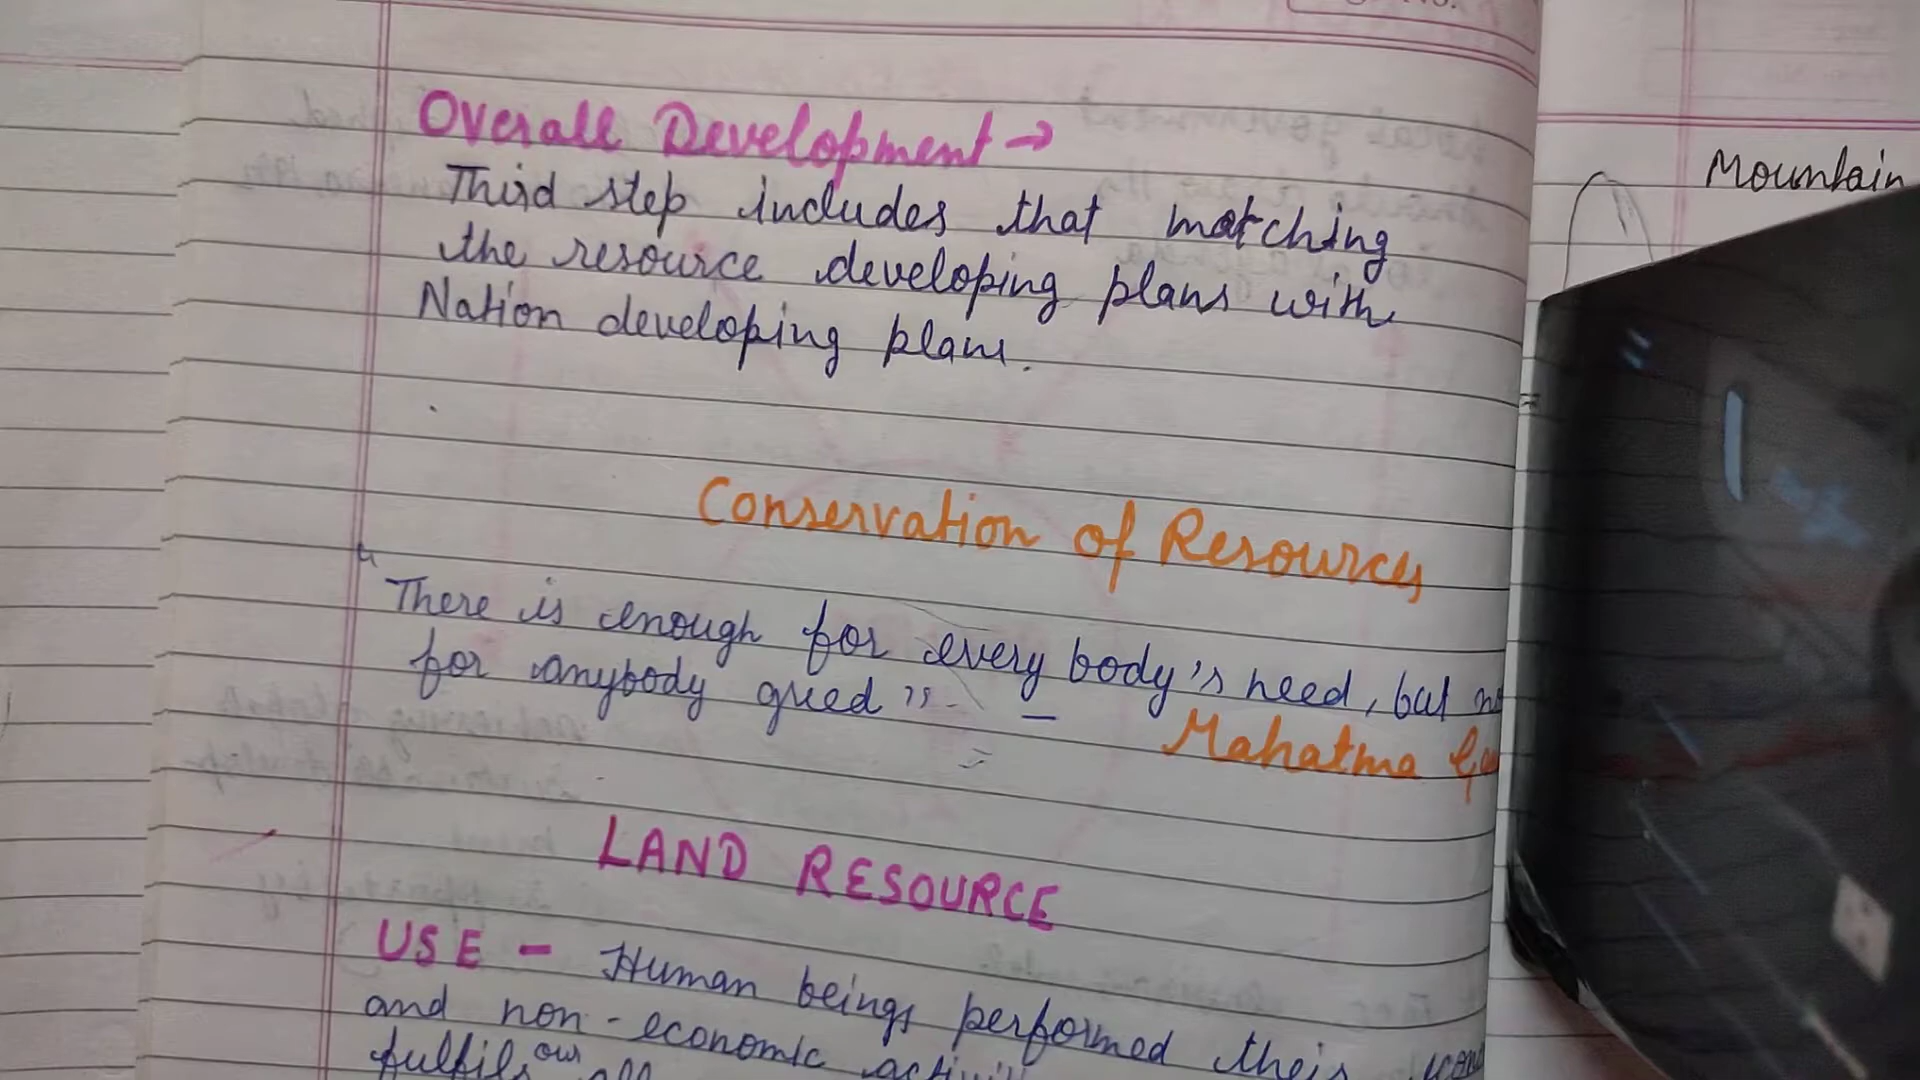 Overall Development →
Third step includes that matching
the resource developing plans with
Nation developing plans.
Conservation of Resources
"There is enough for every body's need, but
for anybody greed". - Mahatma
LAND RESOURCE
USE - Human beings performed their
and non-economic
fulfils our
Mountain